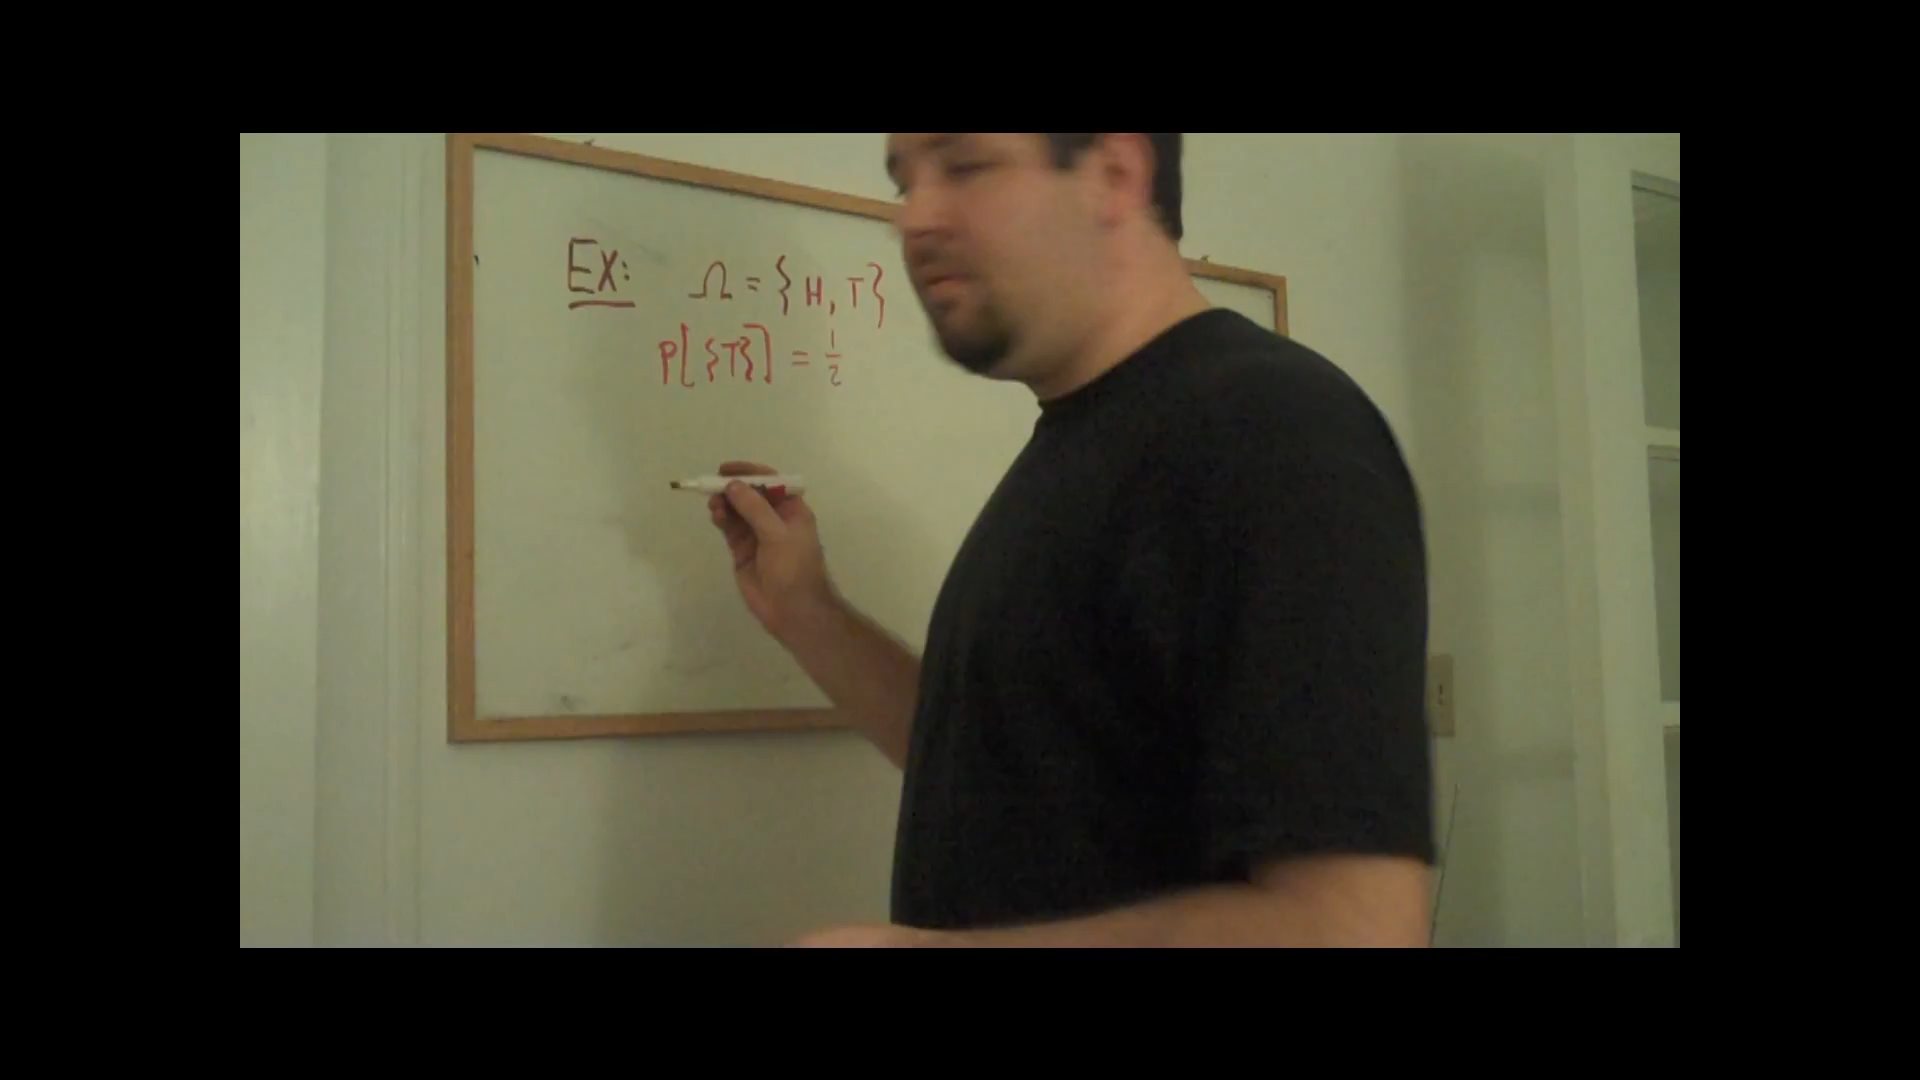 Ex: Ω = {H, T}
P[{T}] = 1/2